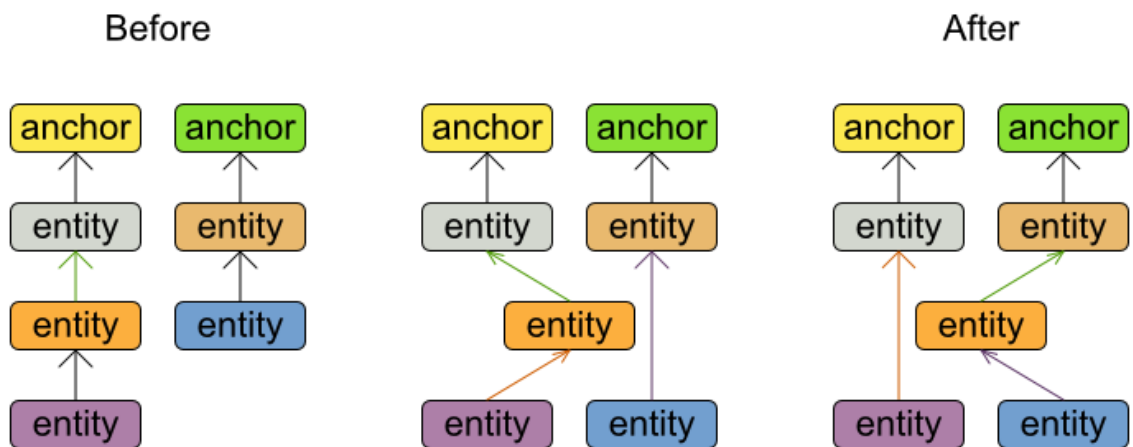 Before After
anchor anchor anchor anchor anchor anchor
entity entity entity entity entity entity
entity entity entity entity
entity entity entity entity entity